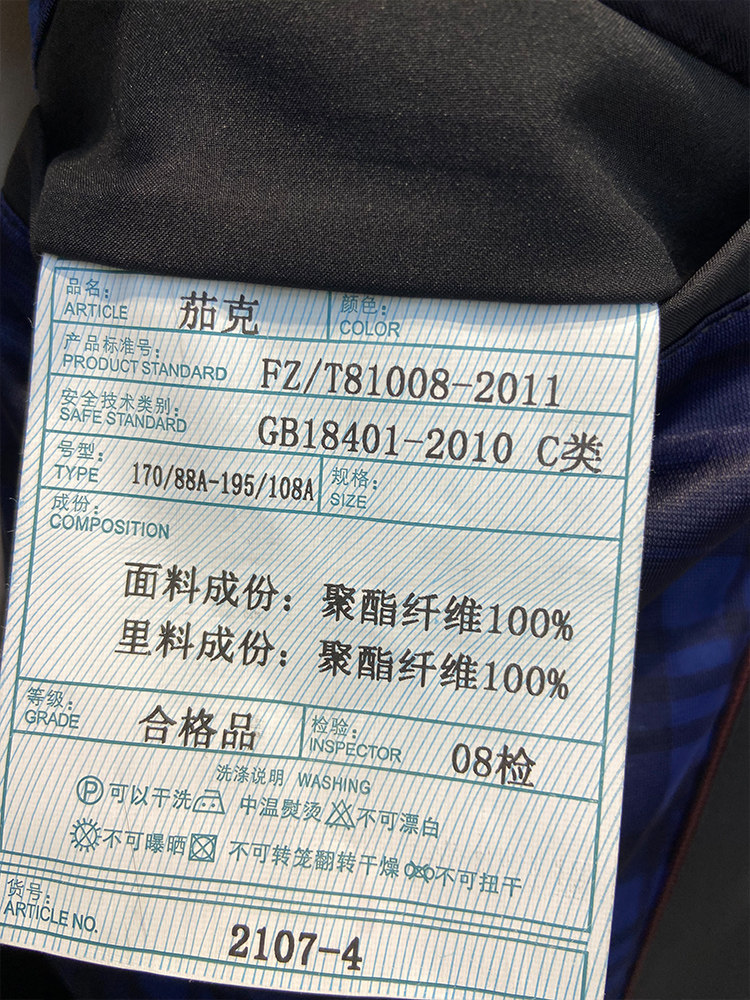 品名： 茄克 颜色：
ARTICLE COLOR
产品标准号：
PRODUCT STANDARD FZ/T81008-2011
安全技术类别：
SAFE STANDARD GB18401-2010 C类
号型： 170/88A-195/108A 规格：
TYPE SIZE
成份：
COMPOSITION
面料成份：聚酯纤维100%
里料成份：聚酯纤维100%
等级： 合格品 检验： 08检
GRADE INSPECTOR
洗涤说明 WASHING
P可以干洗 中温熨烫 不可漂白
不可曝晒 不可转笼翻转干燥 不可扭干
货号：
ARTICLE NO. 2107-4